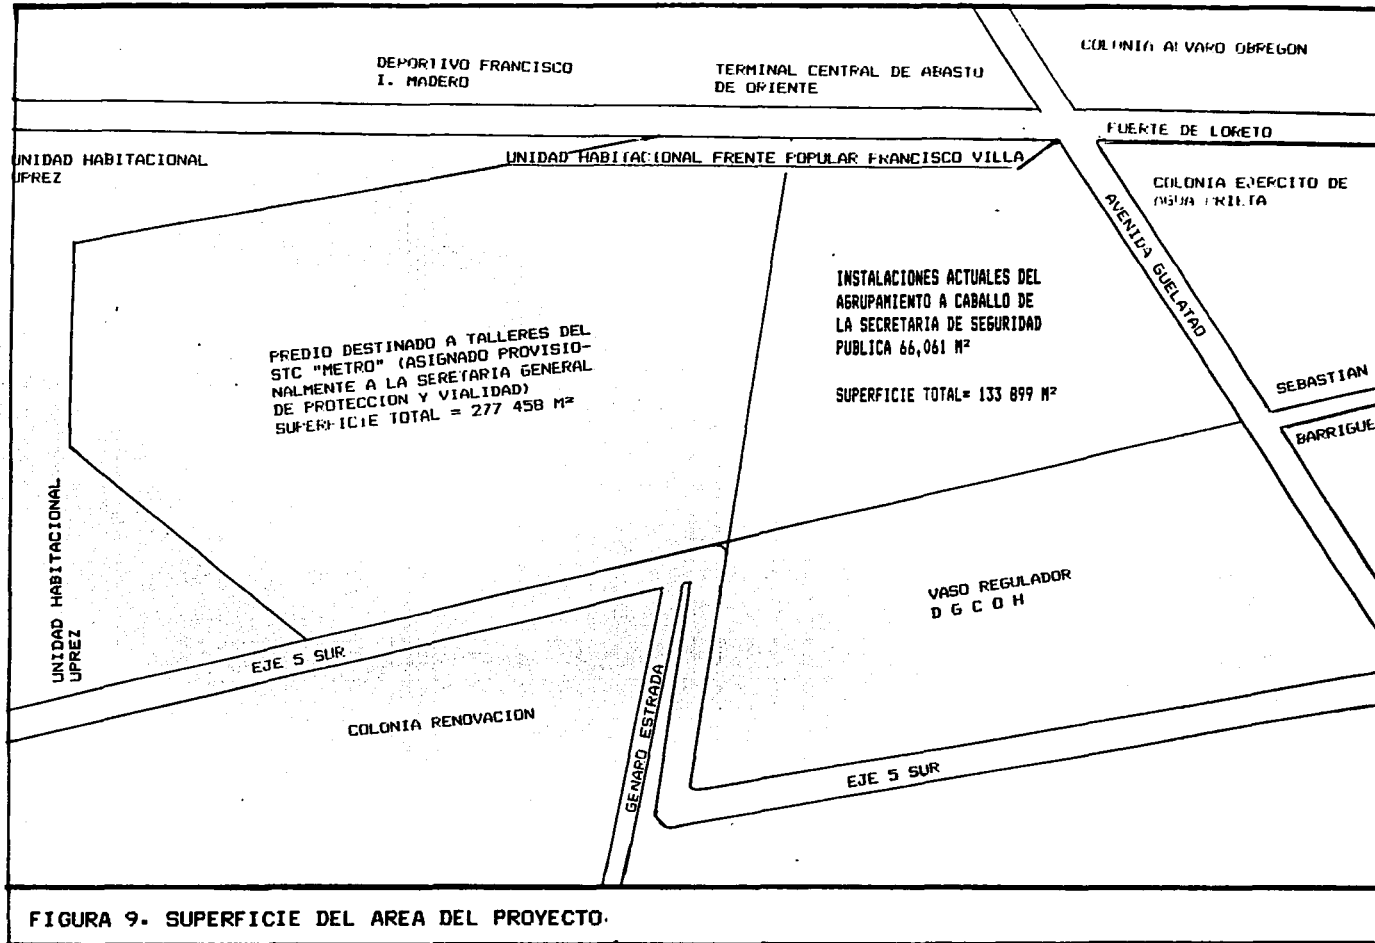 DEPORTIVO FRANCISCO
I. MADERO
TERMINAL CENTRAL DE ABASTO
DE ORIENTE
COLONIA ALVARO OBREGON
FUERTE DE LORETO
UNIDAD HABITACIONAL
UPREZ
UNIDAD HABITACIONAL FRENTE POPULAR FRANCISCO VILLA
COLONIA EJERCITO DE
AGUA PRIETA
AVENIDA GUELATAO
INSTALACIONES ACTUALES DEL
AGRUPAMIENTO A CABALLO DE
LA SECRETARIA DE SEGURIDAD
PUBLICA 66,061 M²
SUPERFICIE TOTAL= 133 899 M²
PREDIO DESTINADO A TALLERES DEL
STC "METRO" (ASIGNADO PROVISIO-
NALMENTE A LA SERETARIA GENERAL
DE PROTECCION Y VIALIDAD)
SUPERFICIE TOTAL = 277 458 M²
SEBASTIAN
BARRIGUE
UNIDAD HABITACIONAL
UPREZ
VASO REGULADOR
D G C O H
EJE 5 SUR
COLONIA RENOVACION
GENARO ESTRADA
EJE 5 SUR
FIGURA 9. SUPERFICIE DEL AREA DEL PROYECTO.